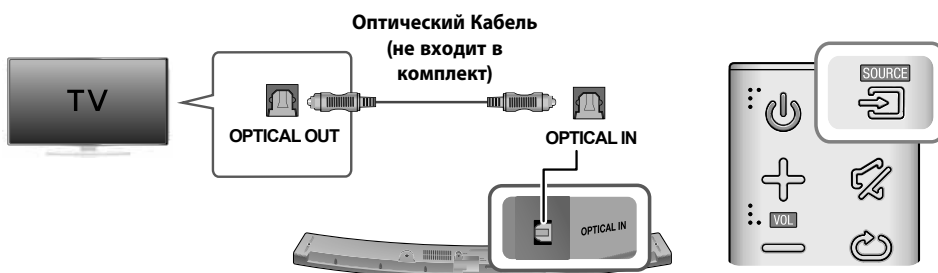 Оптический Кабель
(не входит в
комплект)
TV
OPTICAL OUT
OPTICAL IN
OPTICAL IN
SOURCE
VOL